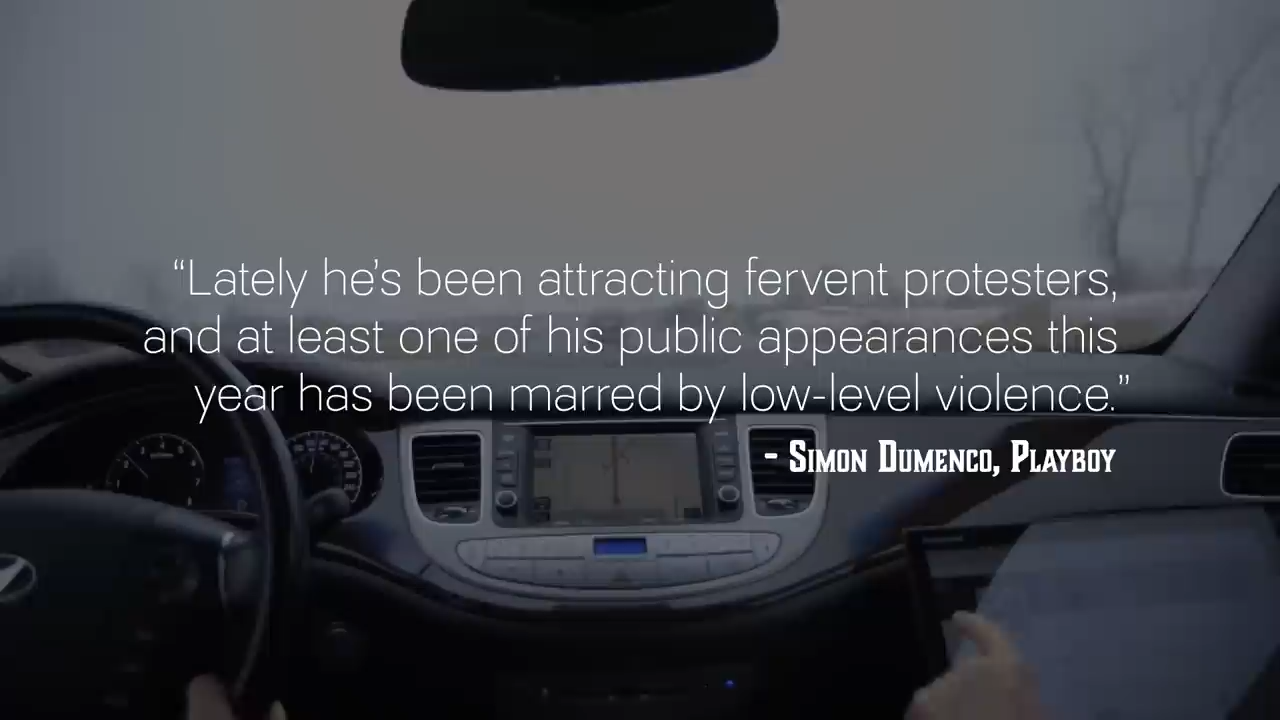 “Lately he’s been attracting fervent protesters,
and at least one of his public appearances this
year has been marred by low-level violence.”
- Simon Dumenco, Playboy